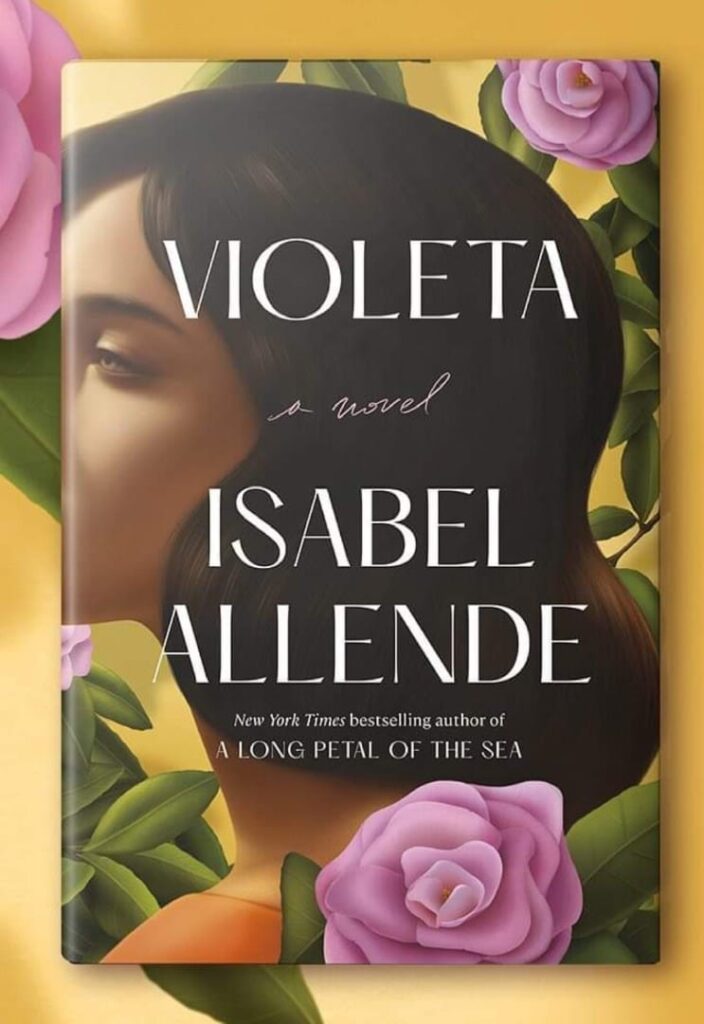 VIOLETA
a novel
ISABEL
ALLENDE
New York Times bestselling author of
A LONG PETAL OF THE SEA